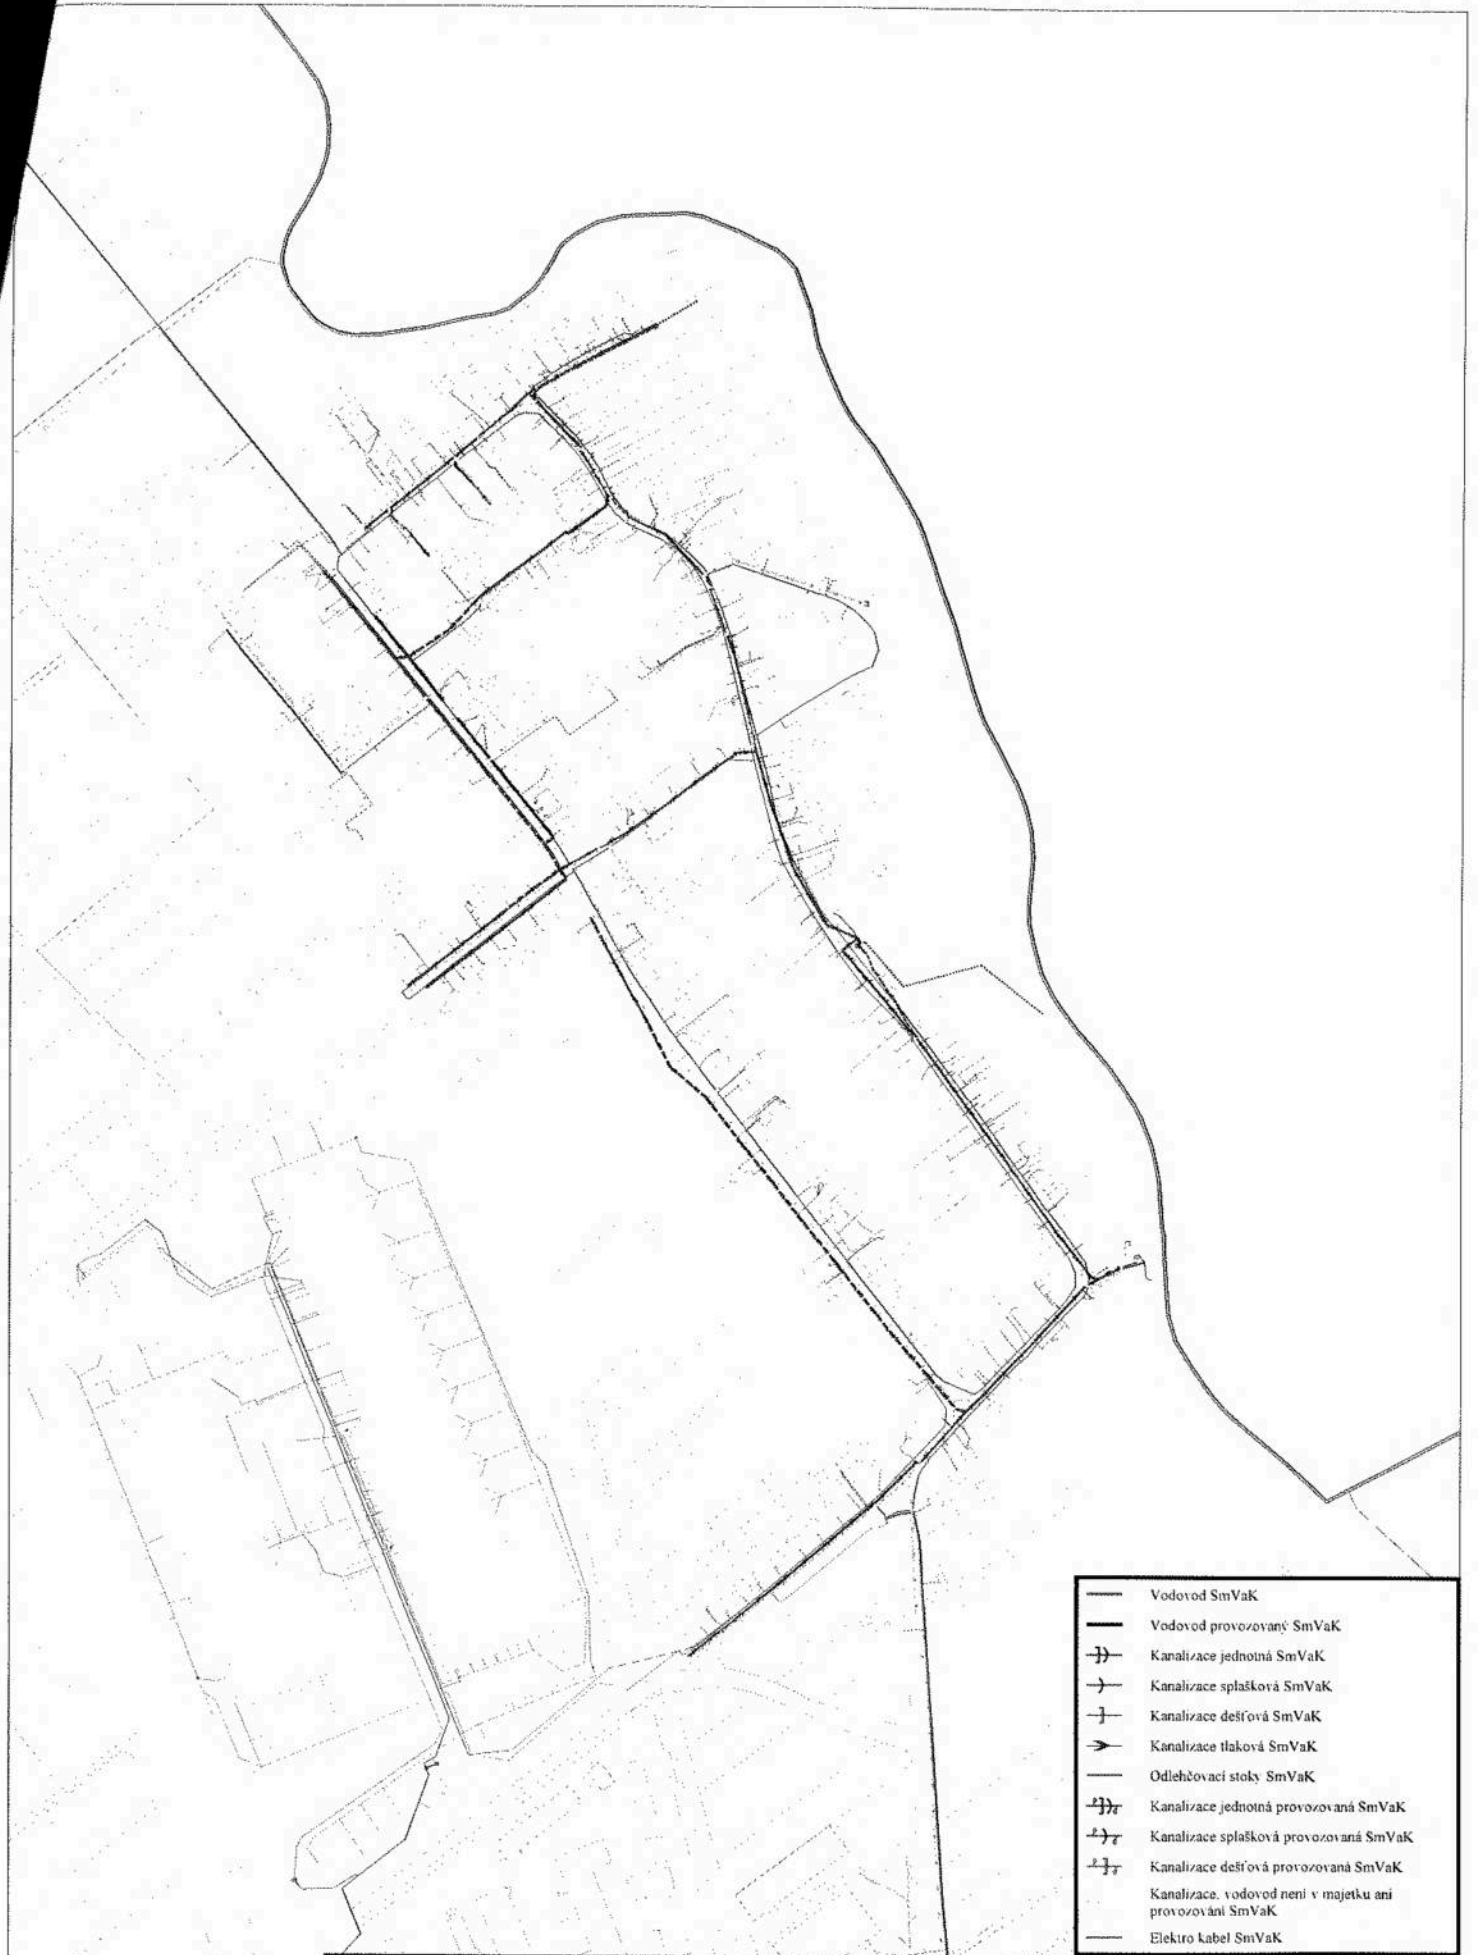 Vodovod SmVaK
Vodovod provozovaný SmVaK
Kanalizace jednotná SmVaK
Kanalizace splašková SmVaK
Kanalizace dešťová SmVaK
Kanalizace tlaková SmVaK
Odlehčovací stoky SmVaK
Kanalizace jednotná provozovaná SmVaK
Kanalizace splašková provozovaná SmVaK
Kanalizace dešťová provozovaná SmVaK
Kanalizace, vodovod není v majetku ani
provozování SmVaK
Elektro kabel SmVaK